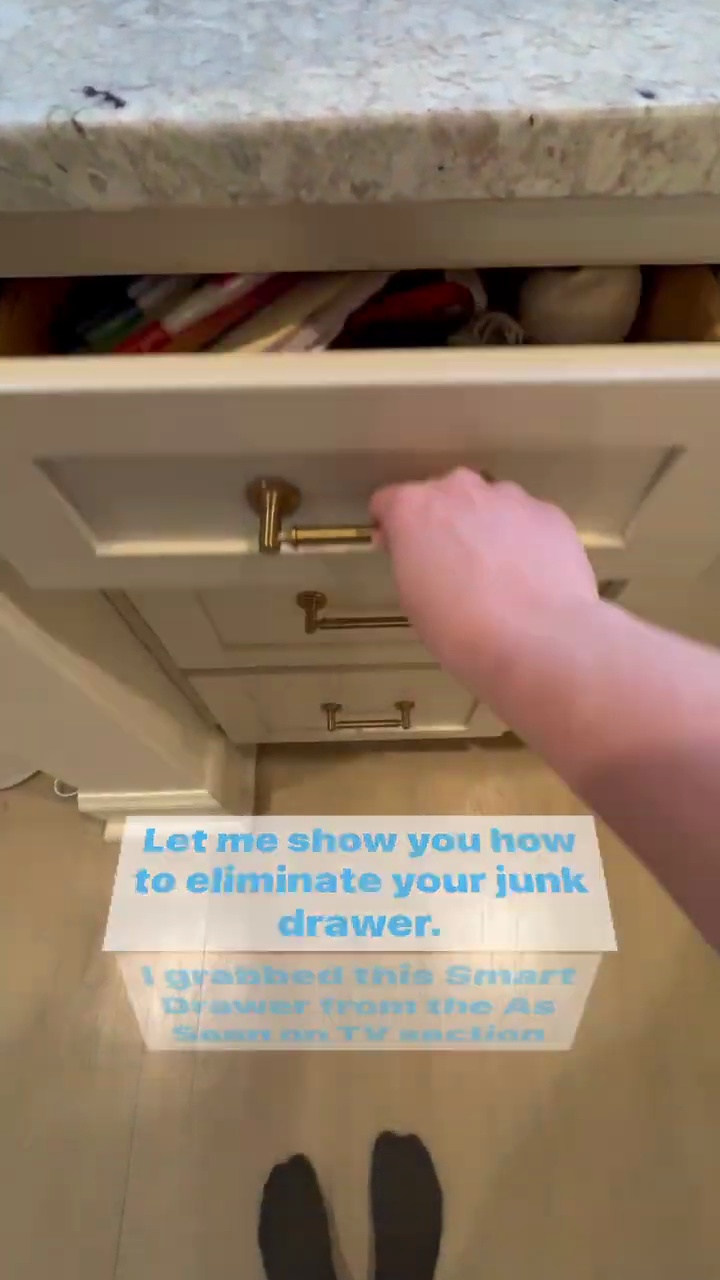 Let me show you how
to eliminate your junk
drawer.
I grabbed this Smart
Drawer from the As
Seen on TV section